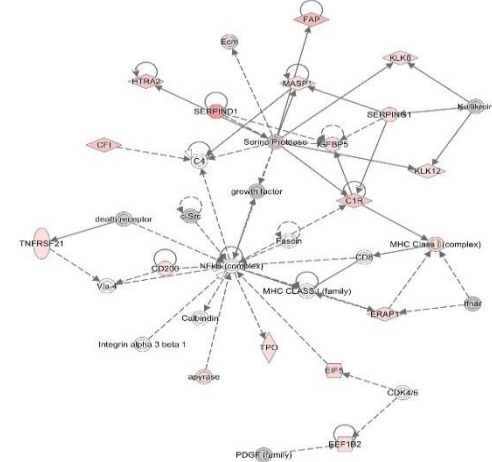 FAP
Ecm
KLK6
HTRA2
MASP1
SERPIND1
SERPING1
Kallikrein
CFI
C4
Serine Protease
IGFBP5
KLK12
growth factor
C1R
death receptor
c-Src
TNFRSF21
Fascin
MHC Class II (complex)
CD200
NFkB (complex)
CD8
Vla-4
MHC CLASS I (family)
Ifnar
Calbindin
ERAP1
Integrin alpha 3 beta 1
TPO
apyrase
EIF5
CDK4/6
EEF1B2
PDGF (family)